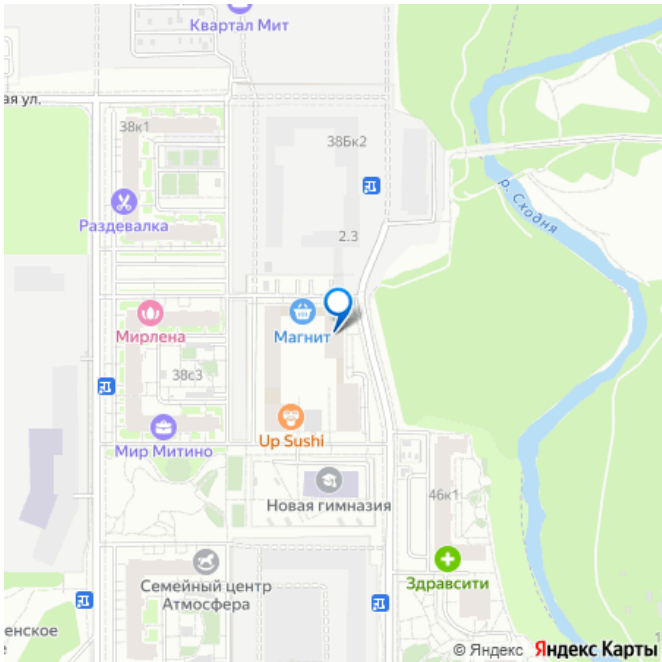 Квартал Мит
ая ул.
38к1
38Бк2
р. Сходня
Раздевалка
2.3
Мирлена
Магнит
38с3
Up Sushi
Мир Митино
46к1
Новая гимназия
Здравсити
Семейный центр
Атмосфера
енское
е
1
© Яндекс Яндекс Карты